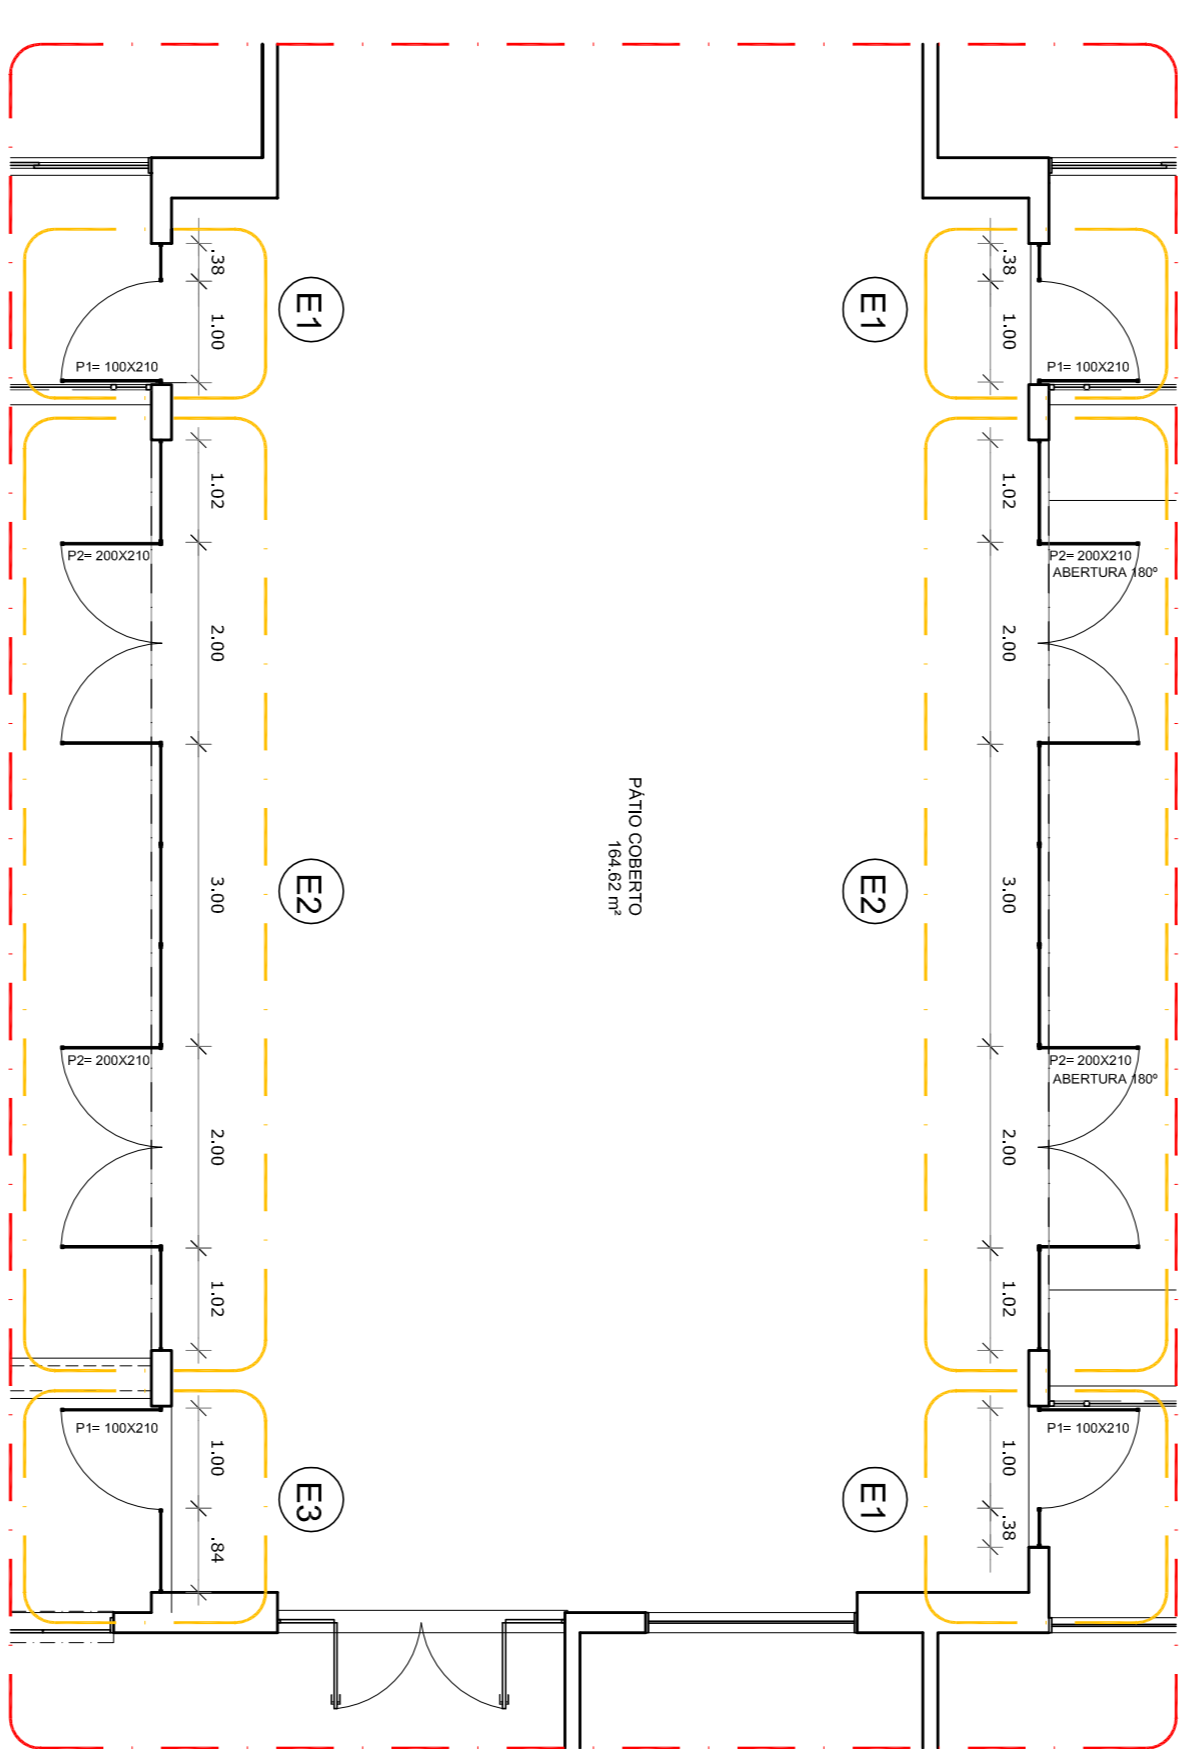 .38
.38
E1
E1
1.00
1.00
P1= 100X210
P1= 100X210
1.02
1.02
P2= 200X210
P2= 200X210
ABERTURA 180º
2.00
2.00
PÁTIO COBERTO
164.62 m²
E2
E2
3.00
3.00
P2= 200X210
P2= 200X210
ABERTURA 180º
2.00
2.00
1.02
1.02
P1= 100X210
P1= 100X210
1.00
1.00
E3
E1
.84
.38